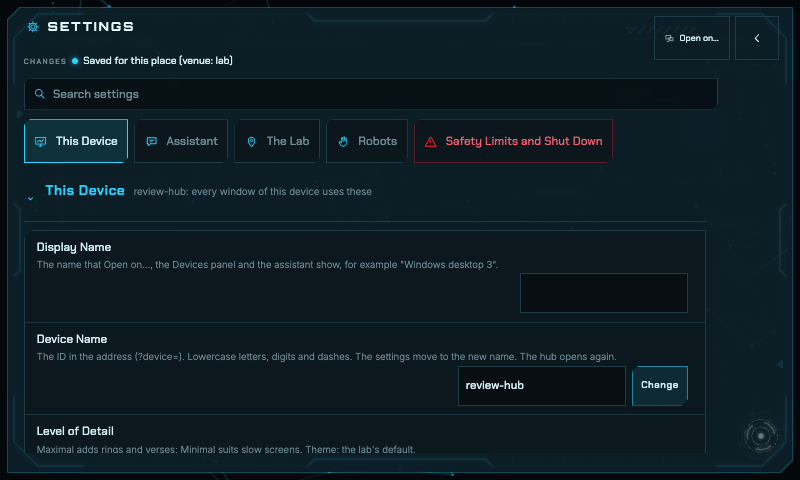 SETTINGS
Open on...
CHANGES Saved for this place (venue: lab)
Search settings
This Device
Assistant
The Lab
Robots
Safety Limits and Shut Down
This Device review-hub: every window of this device uses these
Display Name
The name that Open on..., the Devices panel and the assistant show, for example "Windows desktop 3".
Device Name
The ID in the address (?device=). Lowercase letters, digits and dashes. The settings move to the new name. The hub opens again.
review-hub
Change
Level of Detail
Maximal adds rings and verses: Minimal suits slow screens. Theme: the lab's default.